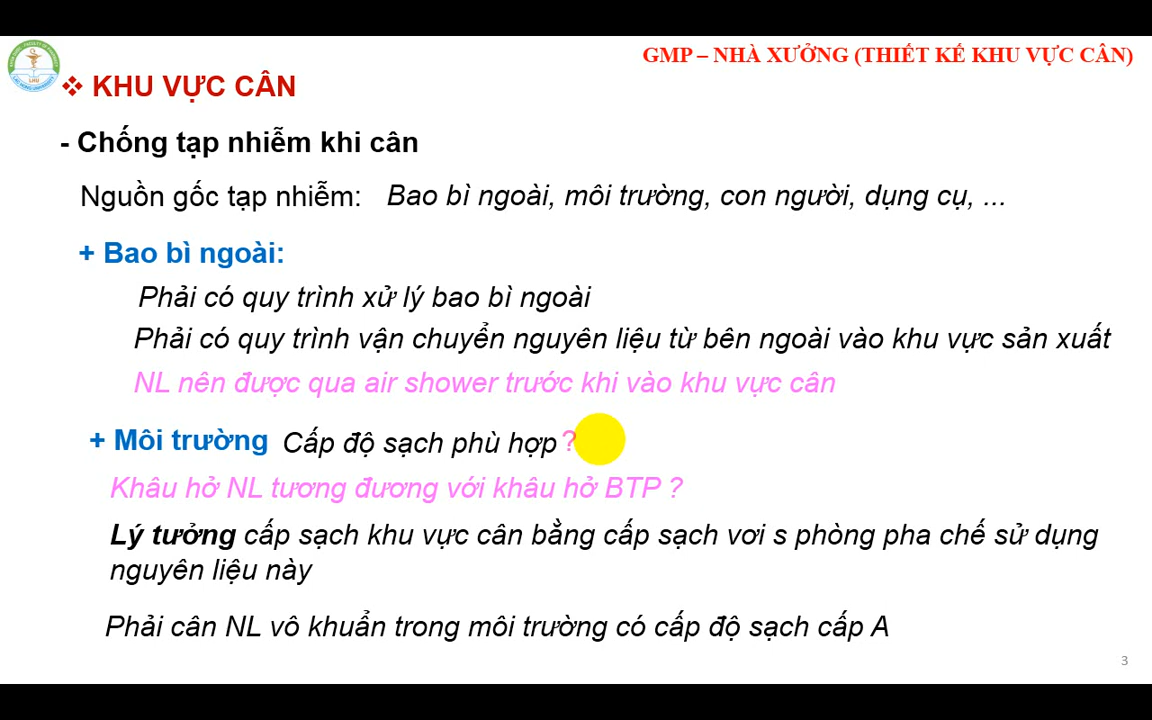 GMP – NHÀ XƯỞNG (THIẾT KẾ KHU VỰC CÂN)
LHU
❖ KHU VỰC CÂN
- Chống tạp nhiễm khi cân
Nguồn gốc tạp nhiễm: Bao bì ngoài, môi trường, con người, dụng cụ, ...
+ Bao bì ngoài:
Phải có quy trình xử lý bao bì ngoài
Phải có quy trình vận chuyển nguyên liệu từ bên ngoài vào khu vực sản xuất
NL nên được qua air shower trước khi vào khu vực cân
+ Môi trường Cấp độ sạch phù hợp ?
Khâu hở NL tương đương với khâu hở BTP ?
Lý tưởng cấp sạch khu vực cân bằng cấp sạch vơi s phòng pha chế sử dụng
nguyên liệu này
Phải cân NL vô khuẩn trong môi trường có cấp độ sạch cấp A
3